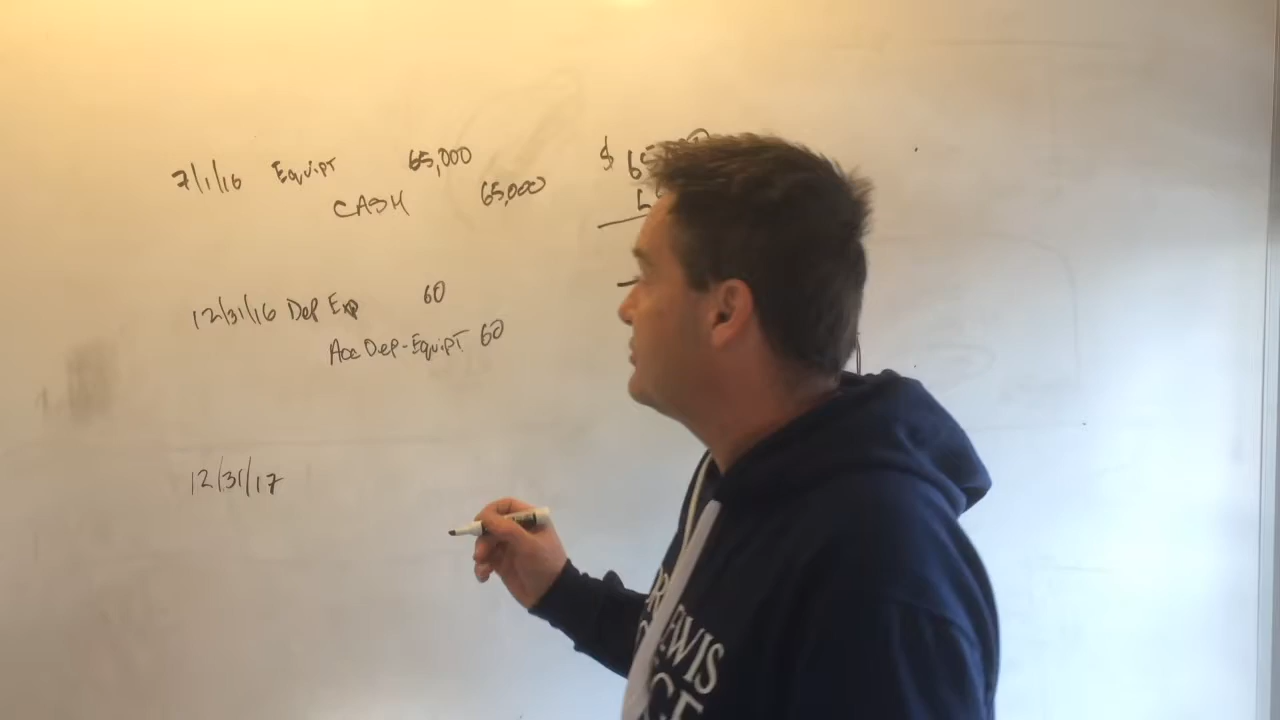 7/1/16 Equipt 65,000
CASH 65,000
$ 65
12/31/16 Dep Exp 60
Acc Dep-Equipt 60
12/31/17